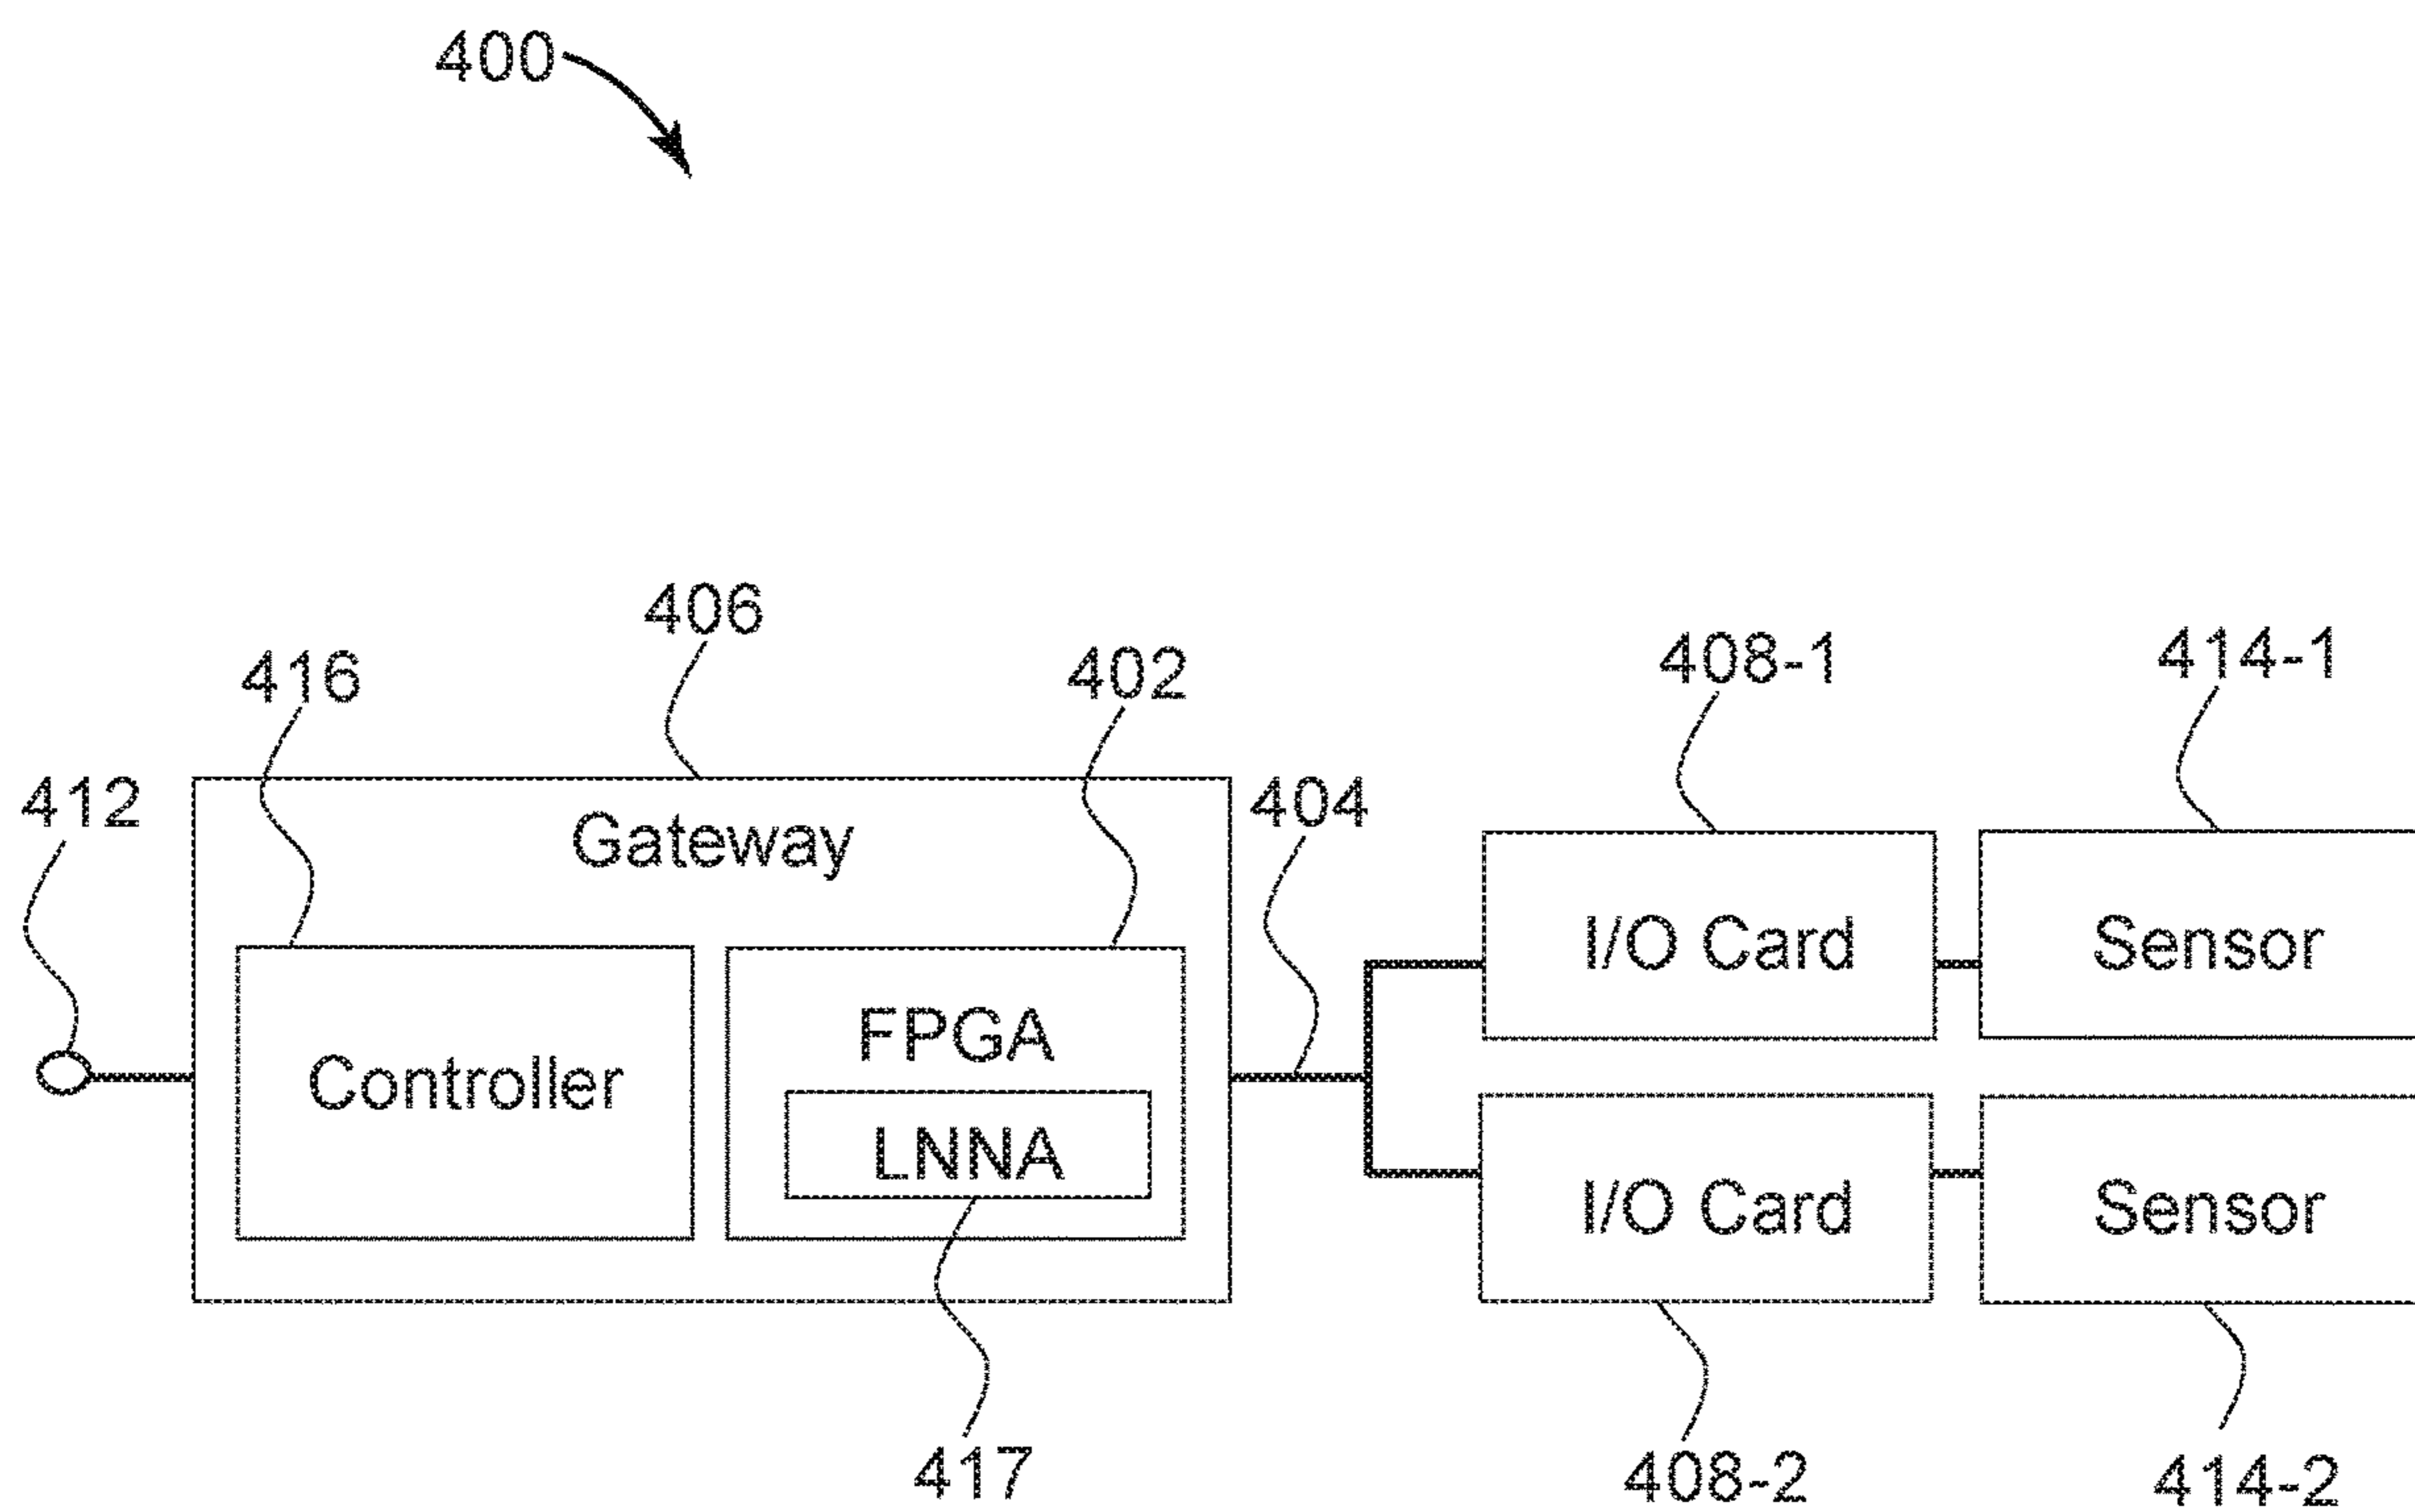 400
406
416
402
408-1
414-1
412
404
Gateway
I/O Card
Sensor
FPGA
Controller
LNNA
I/O Card
Sensor
417
408-2
414-2